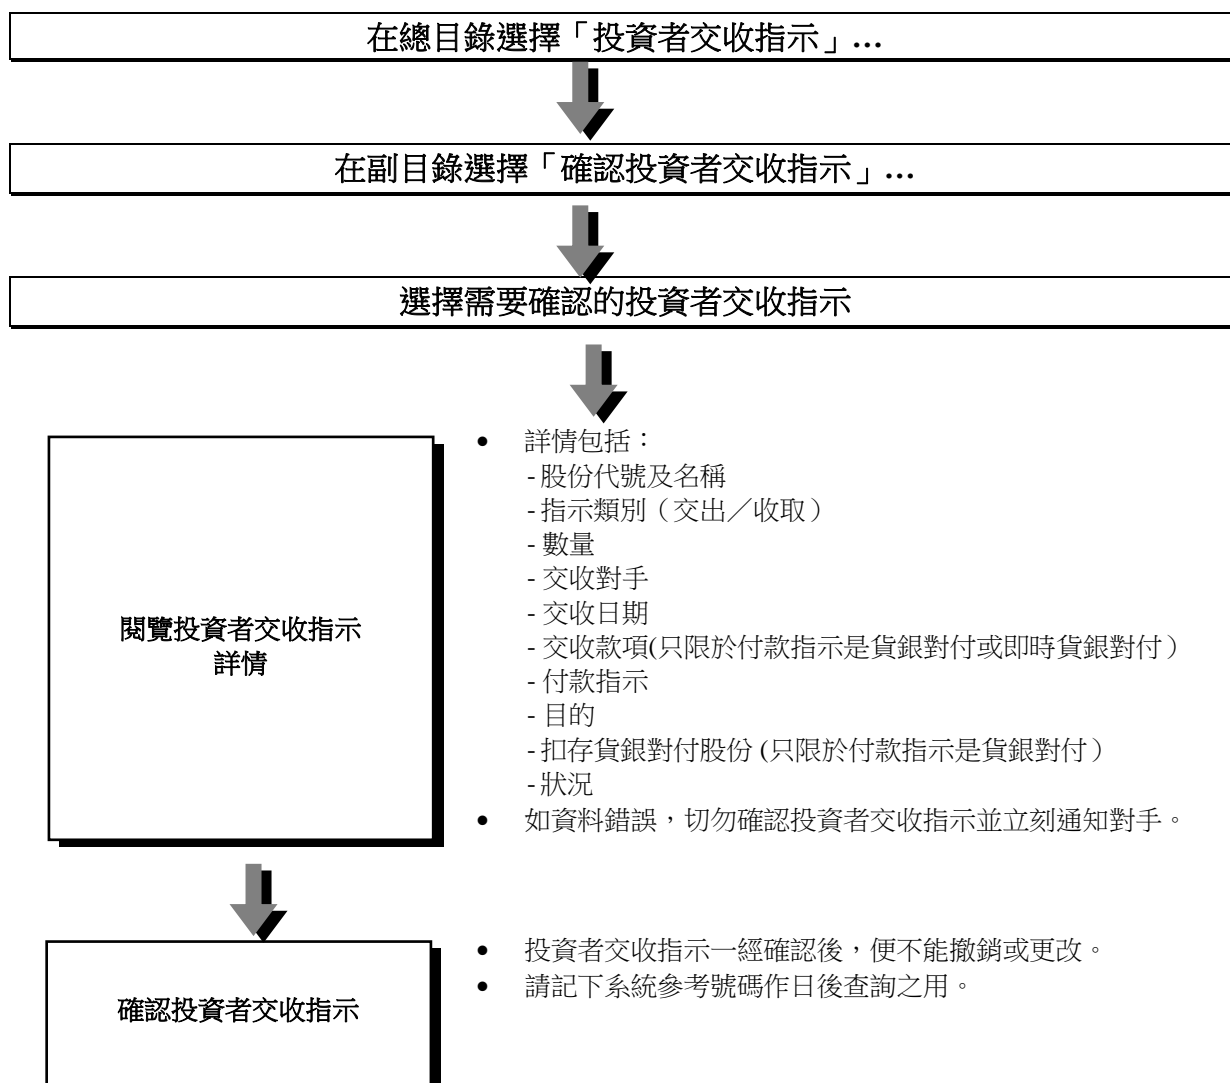 在總目錄選擇「投資者交收指示」...
在副目錄選擇「確認投資者交收指示」...
選擇需要確認的投資者交收指示
閱覽投資者交收指示
詳情
• 詳情包括：
- 股份代號及名稱
- 指示類別（交出／收取）
- 數量
- 交收對手
- 交收日期
- 交收款項(只限於付款指示是貨銀對付或即時貨銀對付）
- 付款指示
- 目的
- 扣存貨銀對付股份 (只限於付款指示是貨銀對付）
- 狀況
• 如資料錯誤，切勿確認投資者交收指示並立刻通知對手。
確認投資者交收指示
• 投資者交收指示一經確認後，便不能撤銷或更改。
• 請記下系統參考號碼作日後查詢之用。